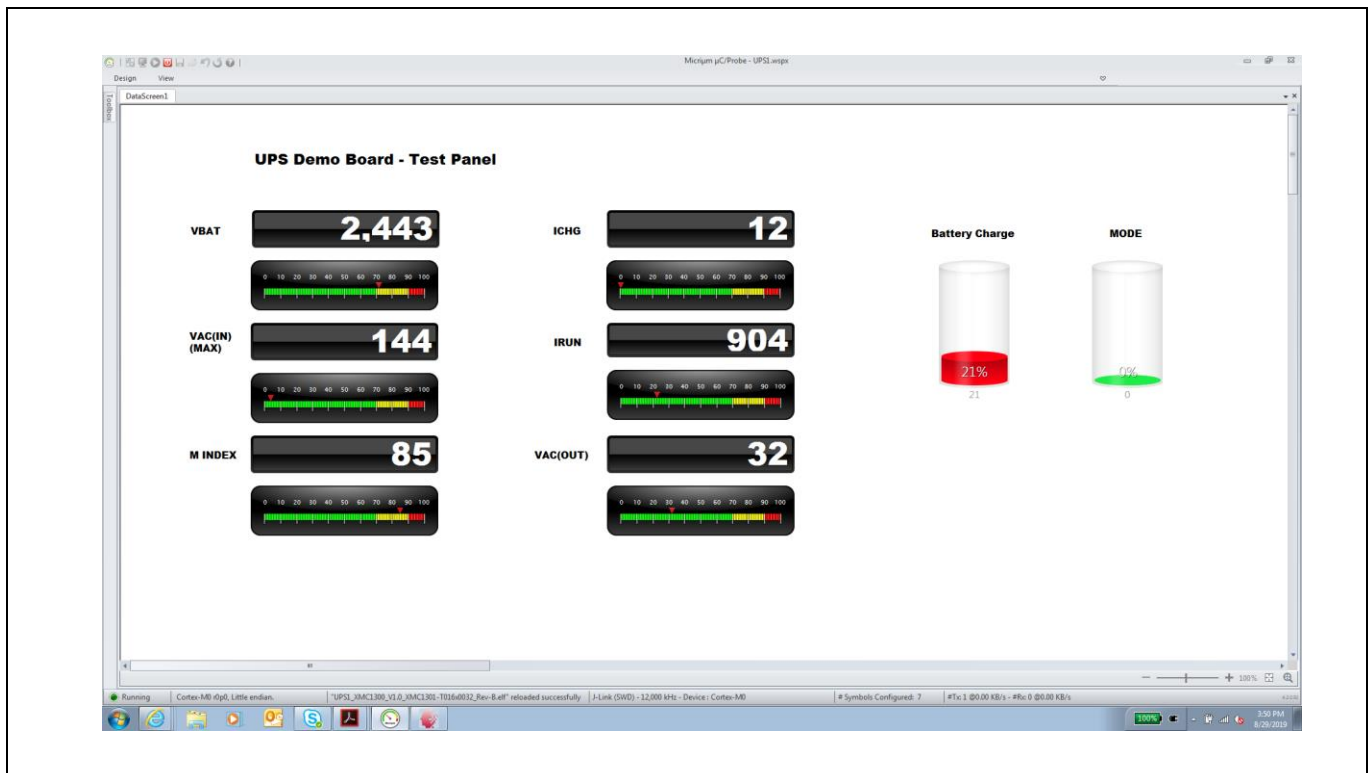 Micriµm µC/Probe - UPS1.wspx
Design View
Toolbox
DataScreen1
UPS Demo Board - Test Panel
VBAT
2,443
0 10 20 30 40 50 60 70 80 90 100
VAC(IN)
(MAX)
144
0 10 20 30 40 50 60 70 80 90 100
M INDEX
85
0 10 20 30 40 50 60 70 80 90 100
ICHG
12
0 10 20 30 40 50 60 70 80 90 100
IRUN
904
0 10 20 30 40 50 60 70 80 90 100
VAC(OUT)
32
0 10 20 30 40 50 60 70 80 90 100
Battery Charge
21%
21
MODE
0%
0
100%
Running
Cortex-M0 r0p0, Little endian.
"UPS1_XMC1300_V1.0_XMC1301-T016x0032_Rev-B.elf" reloaded successfully
J-Link (SWD) - 12,000 kHz - Device : Cortex-M0
# Symbols Configured: 7
#Tx: 1 @0.00 KB/s - #Rx: 0 @0.00 KB/s
100%
3:50 PM
8/29/2019